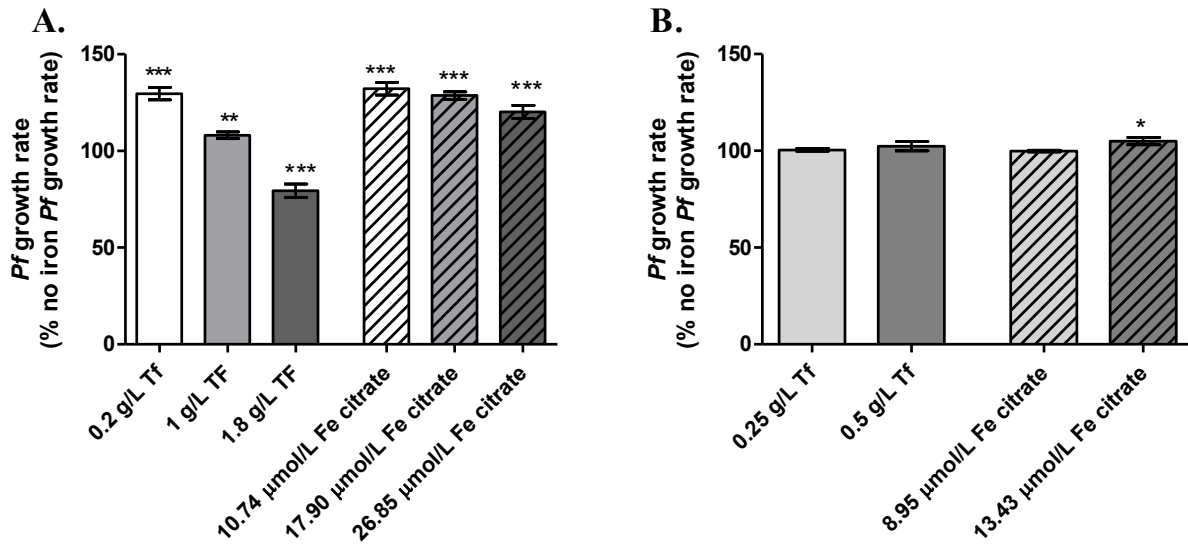 A.
Pf growth rate
(% no iron Pf growth rate)
150
100
50
0
***
**
***
***
***
***
0.2 g/L Tf
1 g/L TF
1.8 g/L TF
10.74 µmol/L Fe citrate
17.90 µmol/L Fe citrate
26.85 µmol/L Fe citrate
B.
Pf growth rate
(% no iron Pf growth rate)
150
100
50
0
*
0.25 g/L Tf
0.5 g/L Tf
8.95 µmol/L Fe citrate
13.43 µmol/L Fe citrate